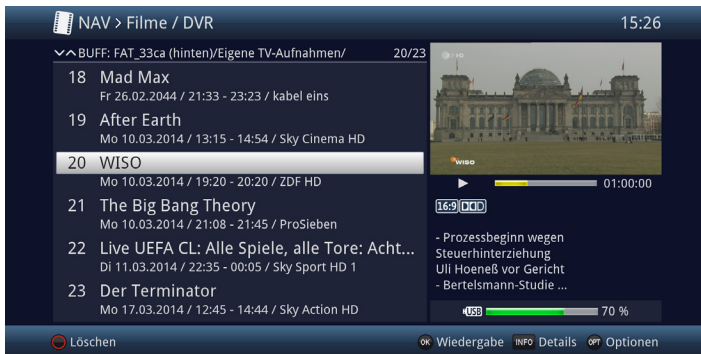 NAV > Filme / DVR
15:26
BUFF: FAT_33ca (hinten)/Eigene TV-Aufnahmen/ 20/23
18 Mad Max
Fr 26.02.2044 / 21:33 - 23:23 / kabel eins
19 After Earth
Mo 10.03.2014 / 13:15 - 14:54 / Sky Cinema HD
20 WISO
Mo 10.03.2014 / 19:20 - 20:20 / ZDF HD
21 The Big Bang Theory
Mo 10.03.2014 / 21:08 - 21:45 / ProSieben
22 Live UEFA CL: Alle Spiele, alle Tore: Acht...
Di 11.03.2014 / 22:35 - 00:05 / Sky Sport HD 1
23 Der Terminator
Mo 17.03.2014 / 12:45 - 14:44 / Sky Action HD
WISO
01:00:00
16:9
- Prozessbeginn wegen
Steuerhinterziehung
Uli Hoeneß vor Gericht
- Bertelsmann-Studie ...
USB 70 %
Löschen
OK Wiedergabe INFO Details OPT Optionen